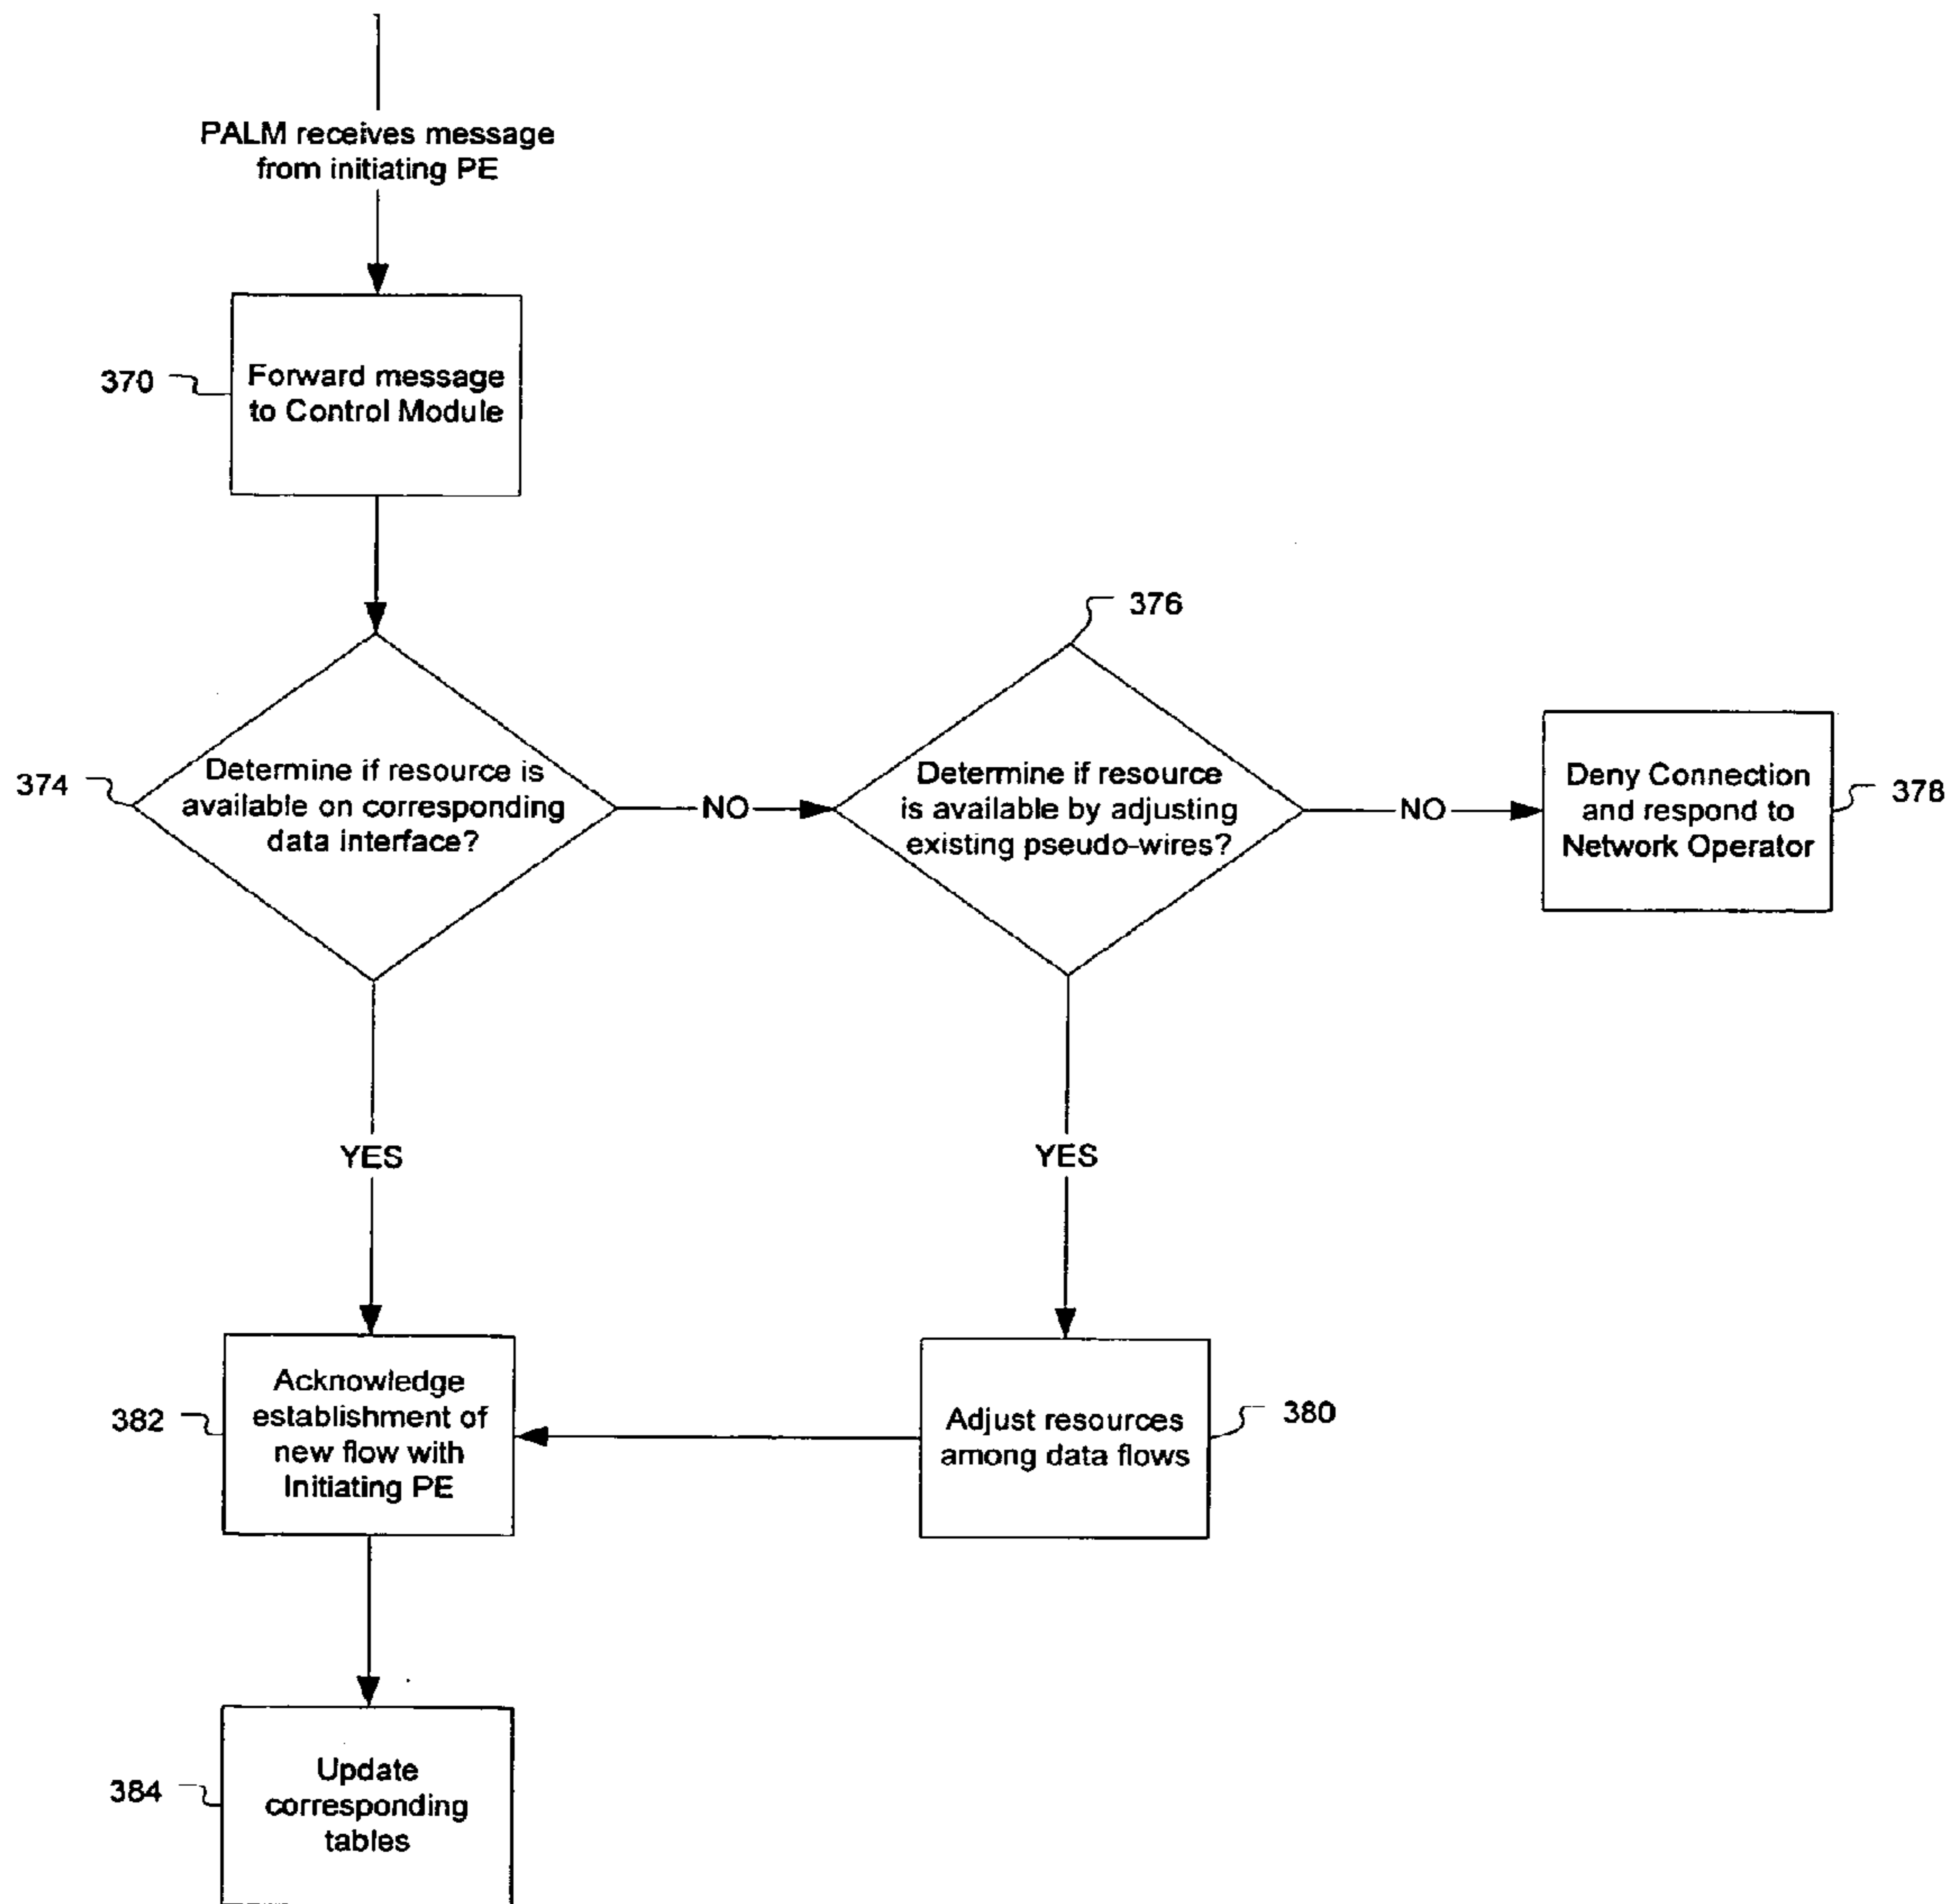 PALM receives message
from initiating PE
370
Forward message
to Control Module
376
374
Determine if resource is
available on corresponding
data interface?
NO
Determine if resource
is available by adjusting
existing pseudo-wires?
NO
Deny Connection
and respond to
Network Operator
378
YES
YES
382
Acknowledge
establishment of
new flow with
Initiating PE
Adjust resources
among data flows
380
384
Update
corresponding
tables